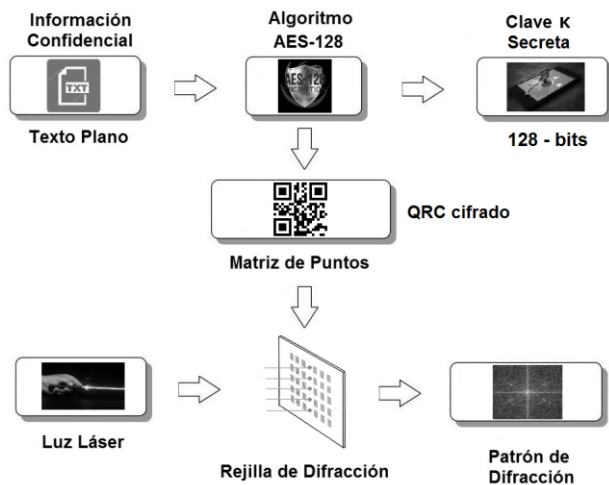 Información
Confidencial
Algoritmo
AES-128
Clave K
Secreta
TXT
AES-128
Texto Plano
128 - bits
QRC cifrado
Matriz de Puntos
Luz Láser
Rejilla de Difracción
Patrón de
Difracción